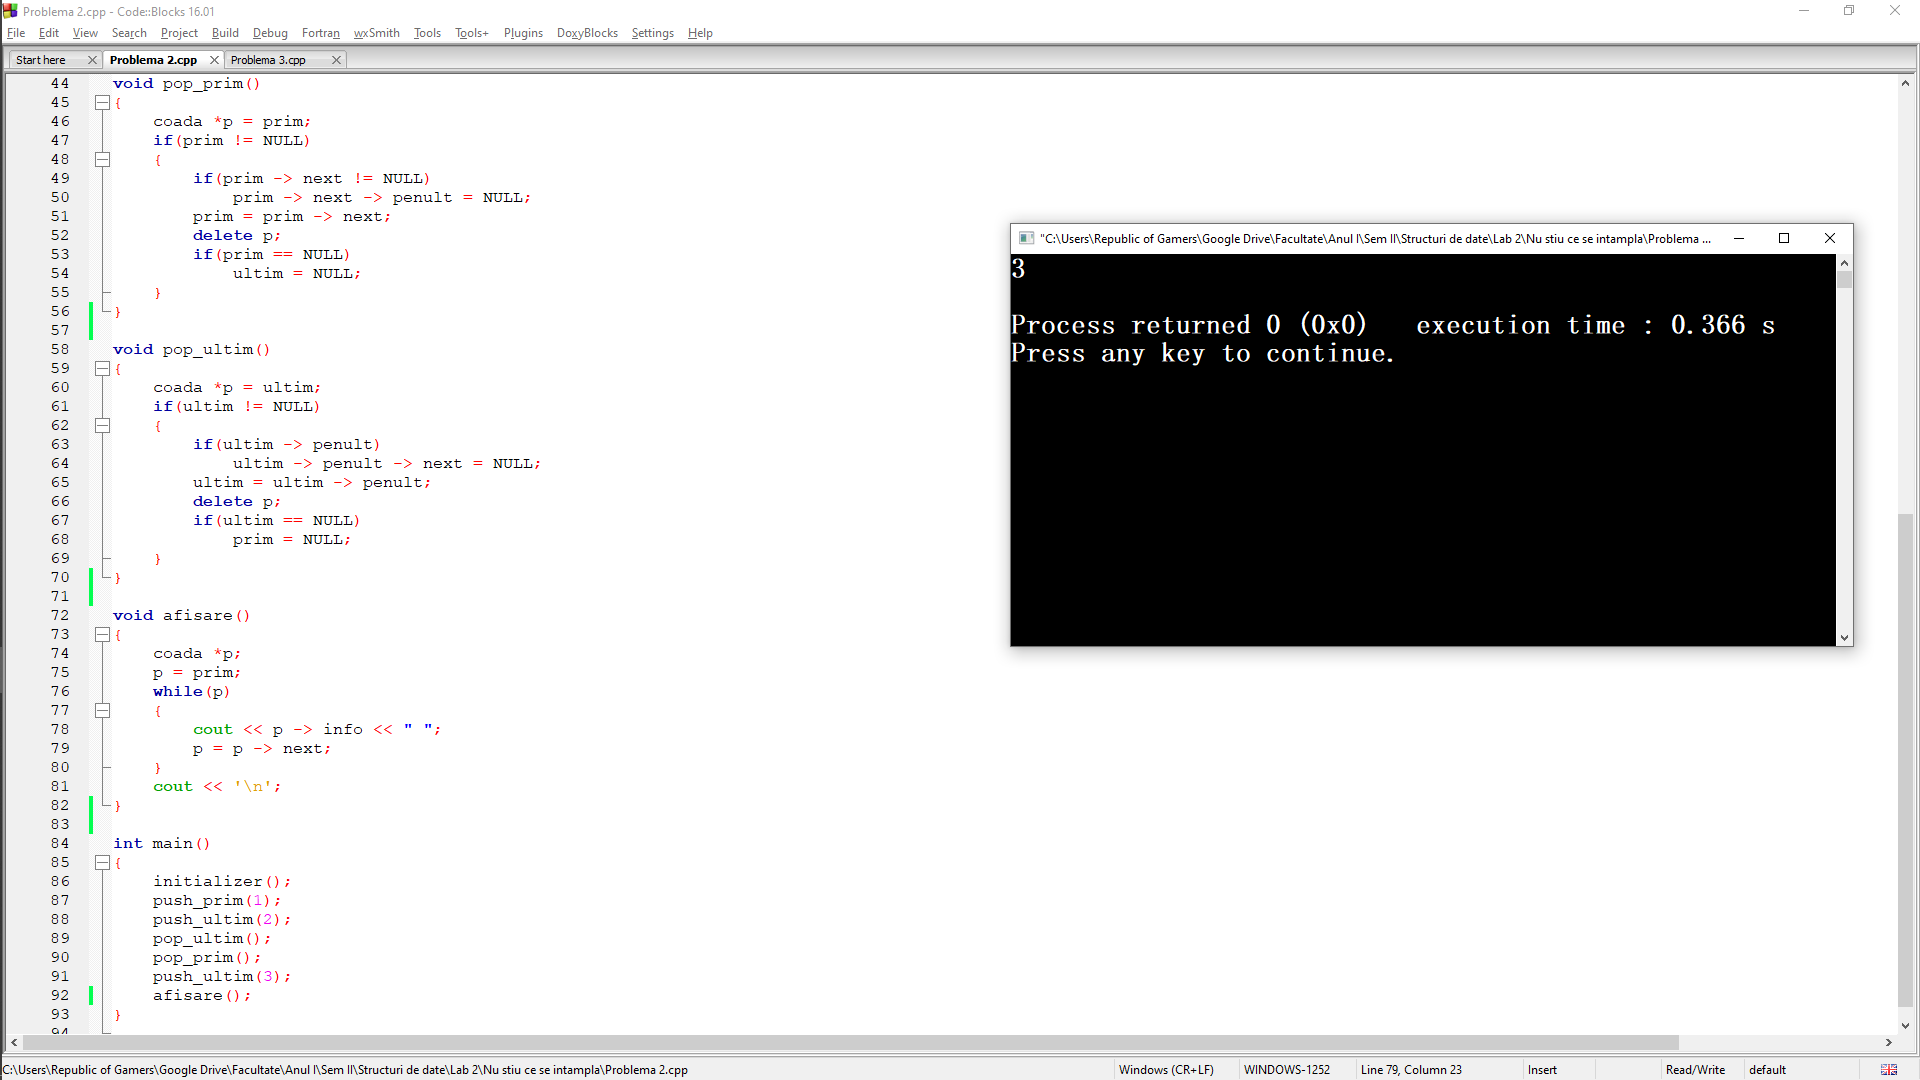 Problema 2.cpp - Code::Blocks 16.01
File Edit View Search Project Build Debug Fortran wxSmith Tools Tools+ Plugins DoxyBlocks Settings Help
Start here Problema 2.cpp Problema 3.cpp
44 void pop_prim()
45 {
46 coada *p = prim;
47 if(prim != NULL)
48 {
49 if(prim -> next != NULL)
50 prim -> next -> penult = NULL;
51 prim = prim -> next;
52 delete p;
53 if(prim == NULL)
54 ultim = NULL;
55 }
56 }
57
58 void pop_ultim()
59 {
60 coada *p = ultim;
61 if(ultim != NULL)
62 {
63 if(ultim -> penult)
64 ultim -> penult -> next = NULL;
65 ultim = ultim -> penult;
66 delete p;
67 if(ultim == NULL)
68 prim = NULL;
69 }
70 }
71
72 void afisare()
73 {
74 coada *p;
75 p = prim;
76 while(p)
77 {
78 cout << p -> info << " ";
79 p = p -> next;
80 }
81 cout << '\n';
82 }
83
84 int main()
85 {
86 initializer();
87 push_prim(1);
88 push_ultim(2);
89 pop_ultim();
90 pop_prim();
91 push_ultim(3);
92 afisare();
93 }
94
"C:\Users\Republic of Gamers\Google Drive\Facultate\Anul I\Sem II\Structuri de date\Lab 2\Nu stiu ce se intampla\Problema ...
3
Process returned 0 (0x0) execution time : 0.366 s
Press any key to continue.
C:\Users\Republic of Gamers\Google Drive\Facultate\Anul I\Sem II\Structuri de date\Lab 2\Nu stiu ce se intampla\Problema 2.cpp Windows (CR+LF) WINDOWS-1252 Line 79, Column 23 Insert Read/Write default